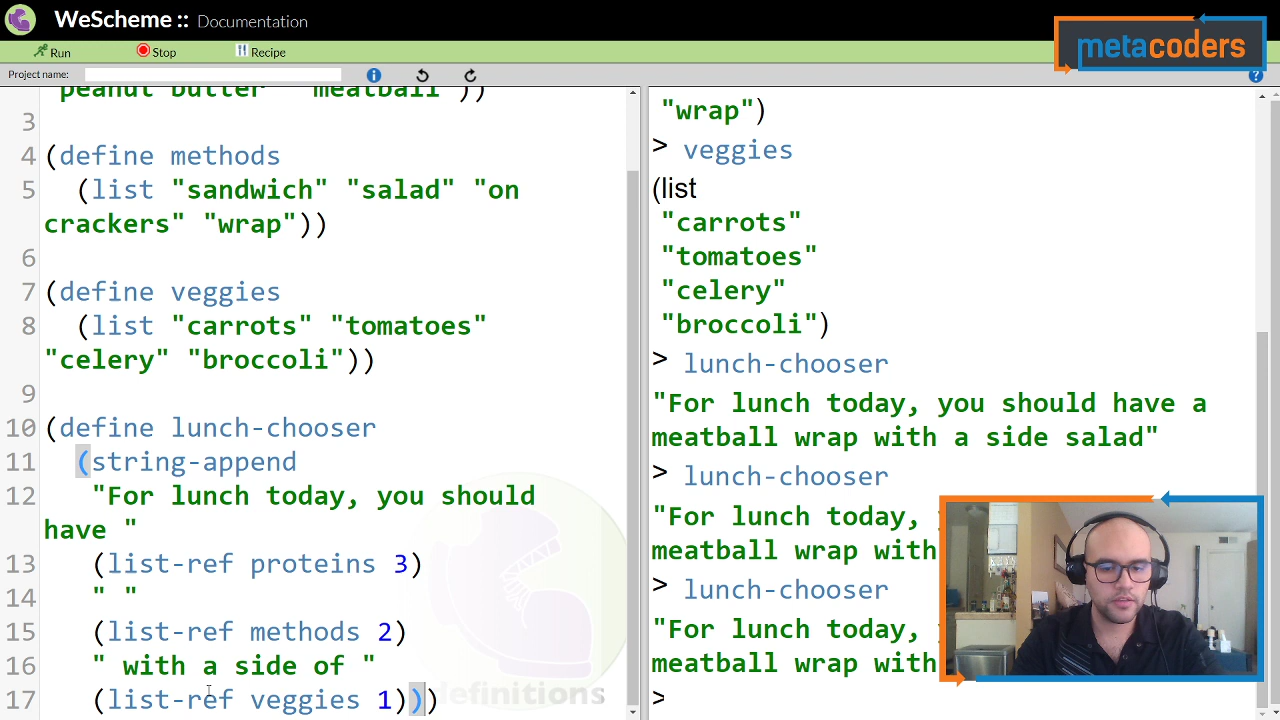 WeScheme :: Documentation
metacoders
Run Stop Recipe
Project name:
peanut butter" "meatball"))
3
4 (define methods
5 (list "sandwich" "salad" "on
crackers" "wrap"))
6
7 (define veggies
8 (list "carrots" "tomatoes"
"celery" "broccoli"))
9
10 (define lunch-chooser
11 (string-append
12 "For lunch today, you should
have "
13 (list-ref proteins 3)
14 " "
15 (list-ref methods 2)
16 " with a side of "
17 (list-ref veggies 1)))
definitions
"wrap")
> veggies
(list
"carrots"
"tomatoes"
"celery"
"broccoli")
> lunch-chooser
"For lunch today, you should have a
meatball wrap with a side salad"
> lunch-chooser
"For lunch today,
meatball wrap with
> lunch-chooser
"For lunch today,
meatball wrap with
>